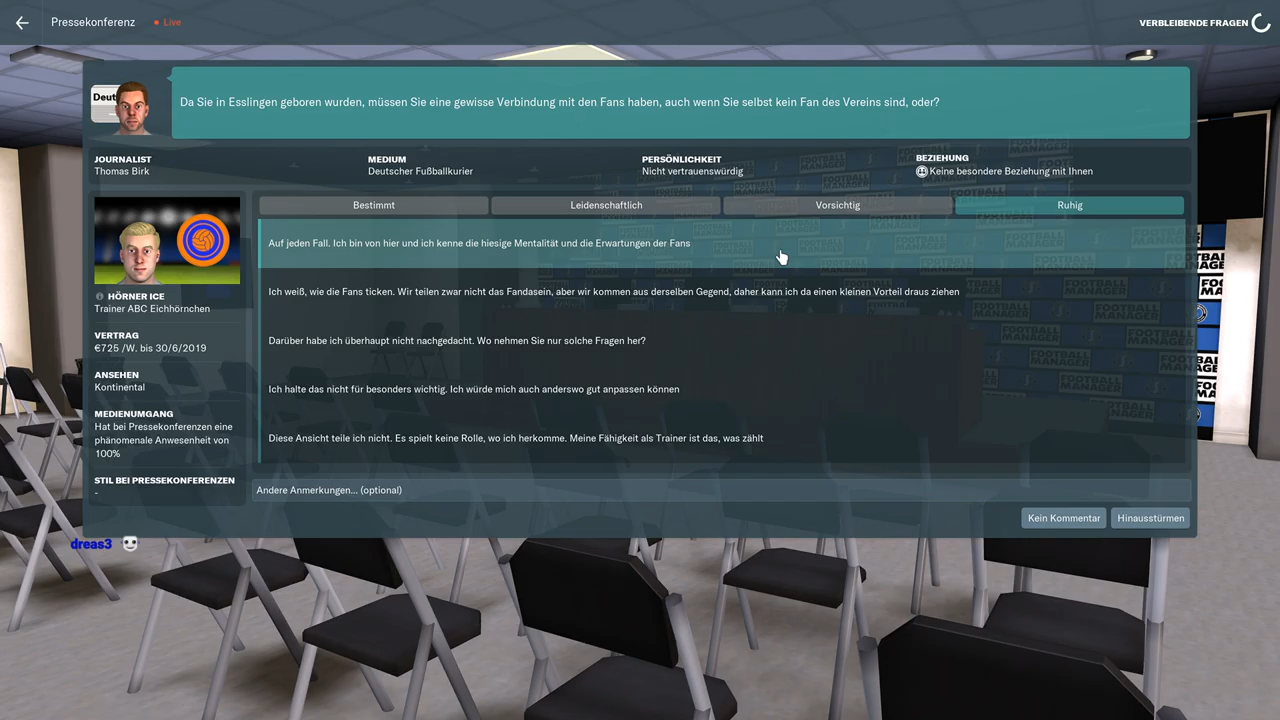 Pressekonferenz
Live
VERBLEIBENDE FRAGEN
Deut
Da Sie in Esslingen geboren wurden, müssen Sie eine gewisse Verbindung mit den Fans haben, auch wenn Sie selbst kein Fan des Vereins sind, oder?
JOURNALIST
Thomas Birk
MEDIUM
Deutscher Fußballkurier
PERSÖNLICHKEIT
Nicht vertrauenswürdig
BEZIEHUNG
Keine besondere Beziehung mit Ihnen
Bestimmt
Leidenschaftlich
Vorsichtig
Ruhig
Auf jeden Fall. Ich bin von hier und ich kenne die hiesige Mentalität und die Erwartungen der Fans
Ich weiß, wie die Fans ticken. Wir teilen zwar nicht das Fandasein, aber wir kommen aus derselben Gegend, daher kann ich da einen kleinen Vorteil draus ziehen
Darüber habe ich überhaupt nicht nachgedacht. Wo nehmen Sie nur solche Fragen her?
Ich halte das nicht für besonders wichtig. Ich würde mich auch anderswo gut anpassen können
Diese Ansicht teile ich nicht. Es spielt keine Rolle, wo ich herkomme. Meine Fähigkeit als Trainer ist das, was zählt
HÖRNER ICE
Trainer ABC Eichhörnchen
VERTRAG
€725 /W. bis 30/6/2019
ANSEHEN
Kontinental
MEDIENUMGANG
Hat bei Pressekonferenzen eine
phänomenale Anwesenheit von
100%
STIL BEI PRESSEKONFERENZEN
-
Andere Anmerkungen... (optional)
Kein Kommentar
Hinausstürmen
dreas3
FOOTBALL
MANAGER